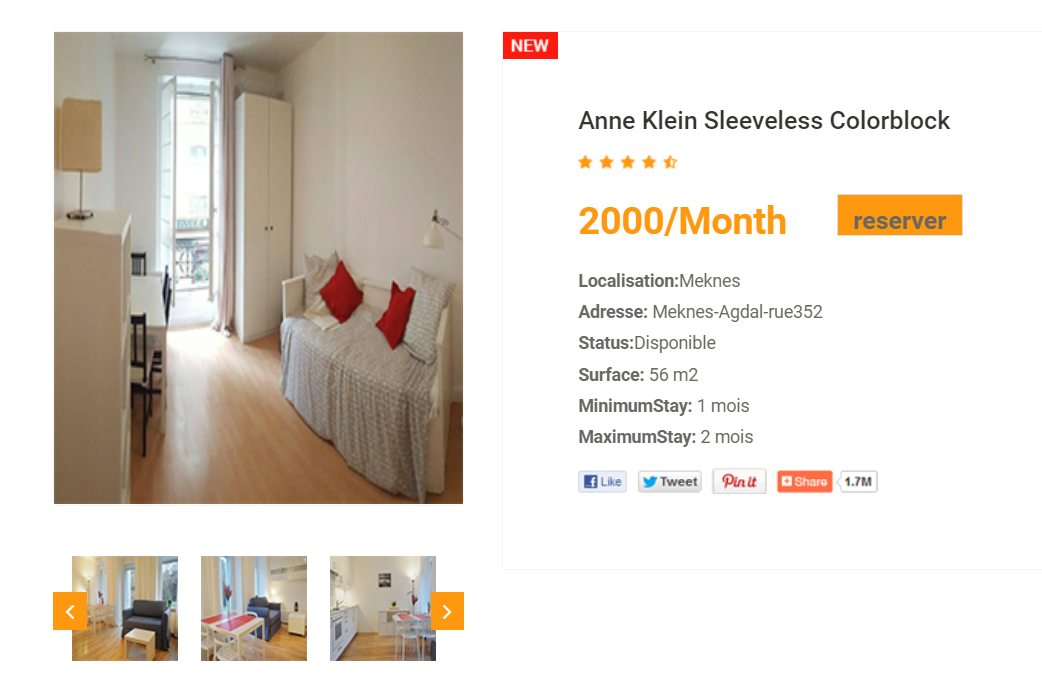 NEW
Anne Klein Sleeveless Colorblock
2000/Month
reserver
Localisation:Meknes
Adresse: Meknes-Agdal-rue352
Status:Disponible
Surface: 56 m2
MinimumStay: 1 mois
MaximumStay: 2 mois
Like Tweet Pin it Share 1.7M